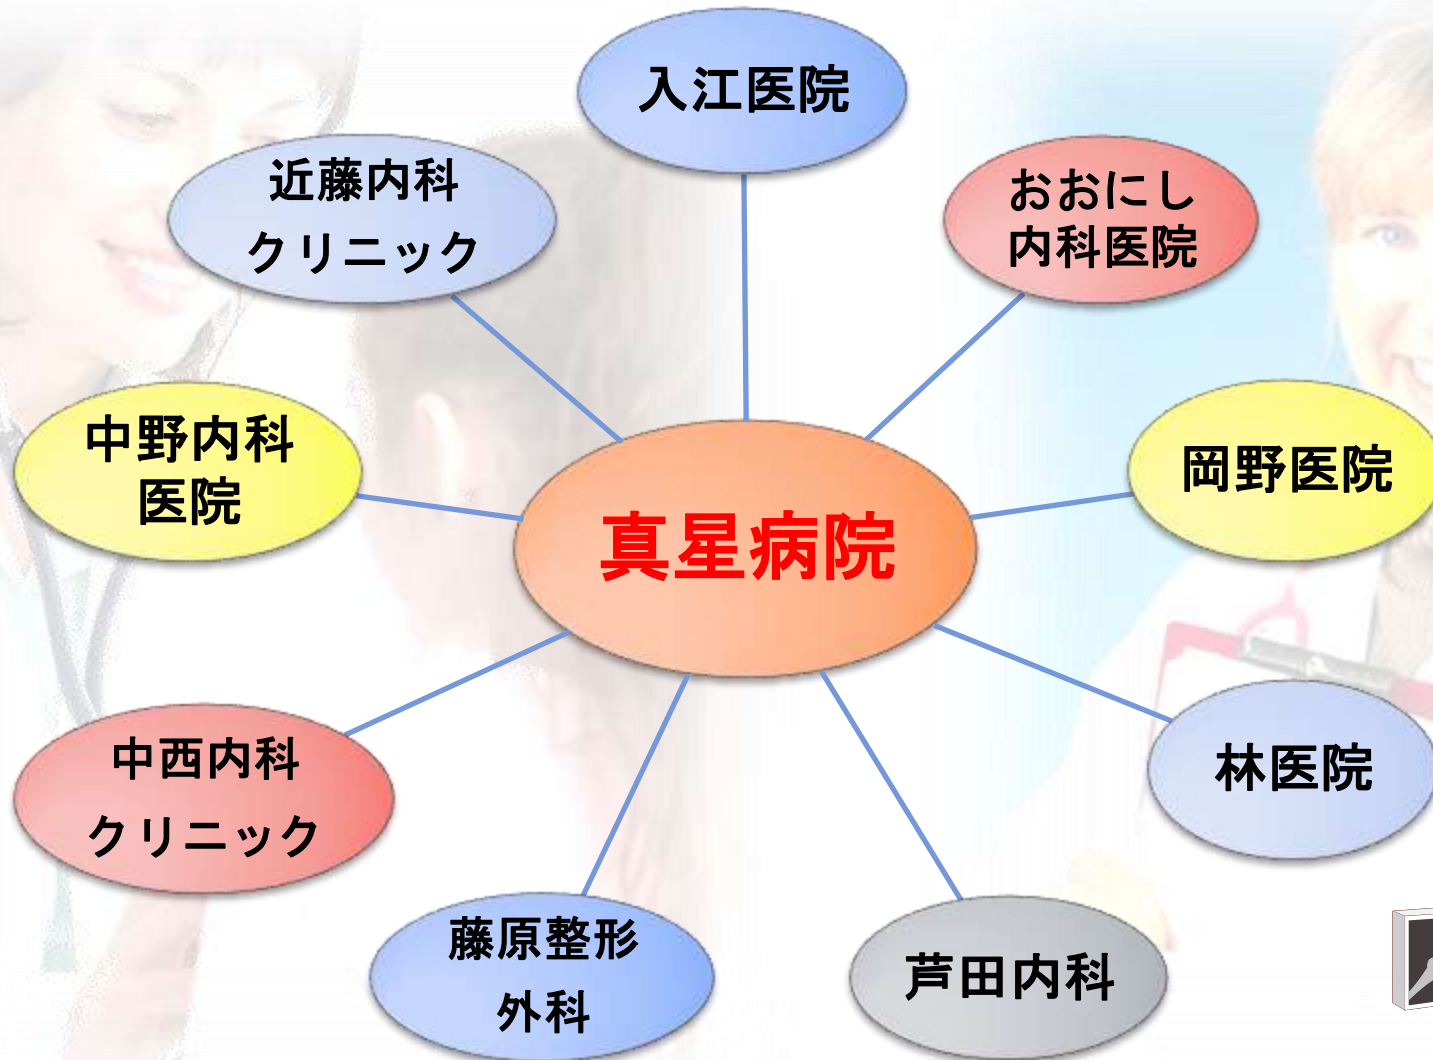 入江医院
近藤内科
クリニック
おおにし
内科医院
中野内科
医院
岡野医院
真星病院
中西内科
クリニック
林医院
藤原整形
外科
芦田内科